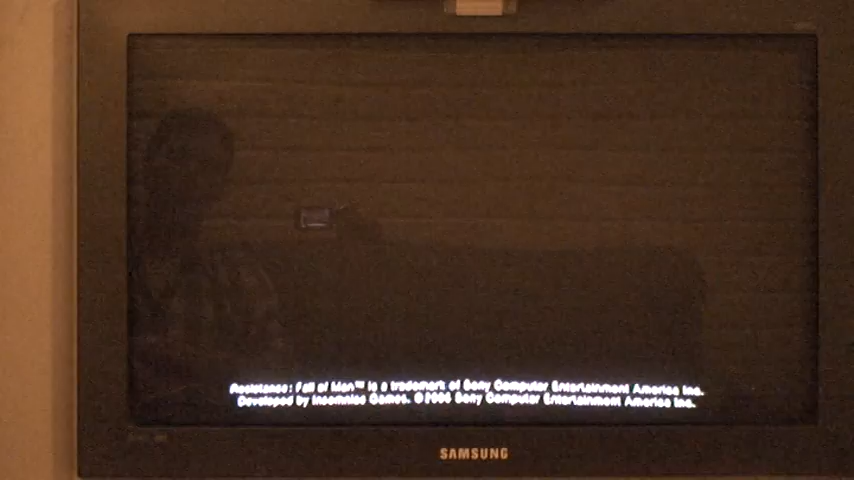 Resistance: Fall of Man™ is a trademark of Sony Computer Entertainment America Inc.
Developed by Insomniac Games. ©2006 Sony Computer Entertainment America Inc.
SAMSUNG